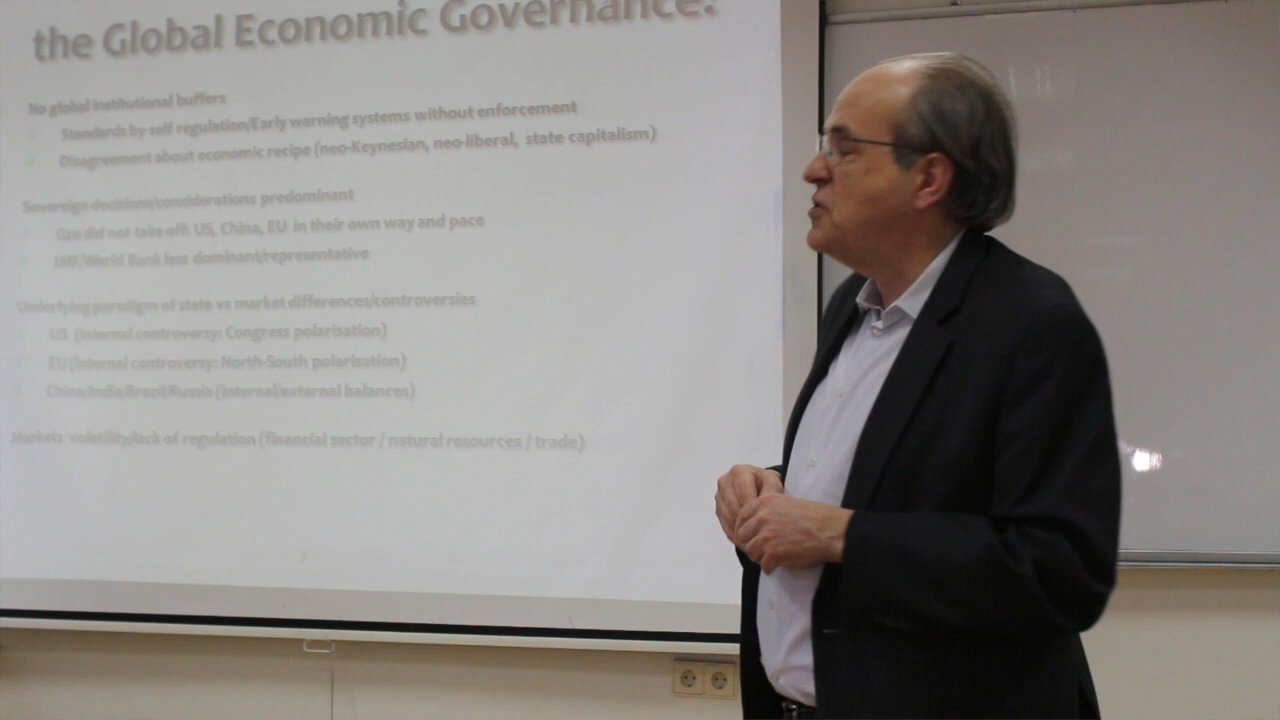 the Global Economic Governance?
No global institutional buffers
Standards by self regulation/Early warning systems without enforcement
Disagreement about economic recipe (neo-Keynesian, neo-liberal, state capitalism)
Sovereign decisions/considerations predominant
G20 did not take off: US, China, EU in their own way and pace
IMF/World Bank less dominant/representative
Underlying paradigm of state vs market differences/controversies
US (internal controversy: Congress polarisation)
EU (internal controversy: North-South polarisation)
China/India/Brazil/Russia (internal/external balances)
Markets volatility/lack of regulation (financial sector / natural resources / trade)